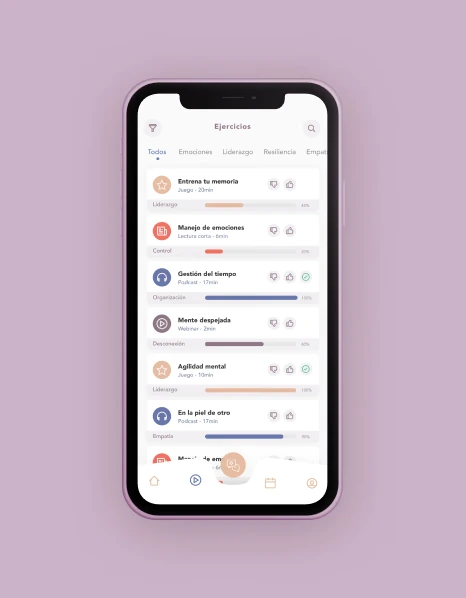 Ejercicios
Todos Emociones Liderazgo Resiliencia Empati
Entrena tu memoria
Juego - 20min
Liderazgo
Manejo de emociones
Lectura corta - 6min
Control
Gestión del tiempo
Podcast - 17min
Organización 100%
Mente despejada
Webinar - 2min
Desconexión
Agilidad mental
Juego - 10min
Liderazgo 100%
En la piel de otro
Podcast - 17min
Empatía